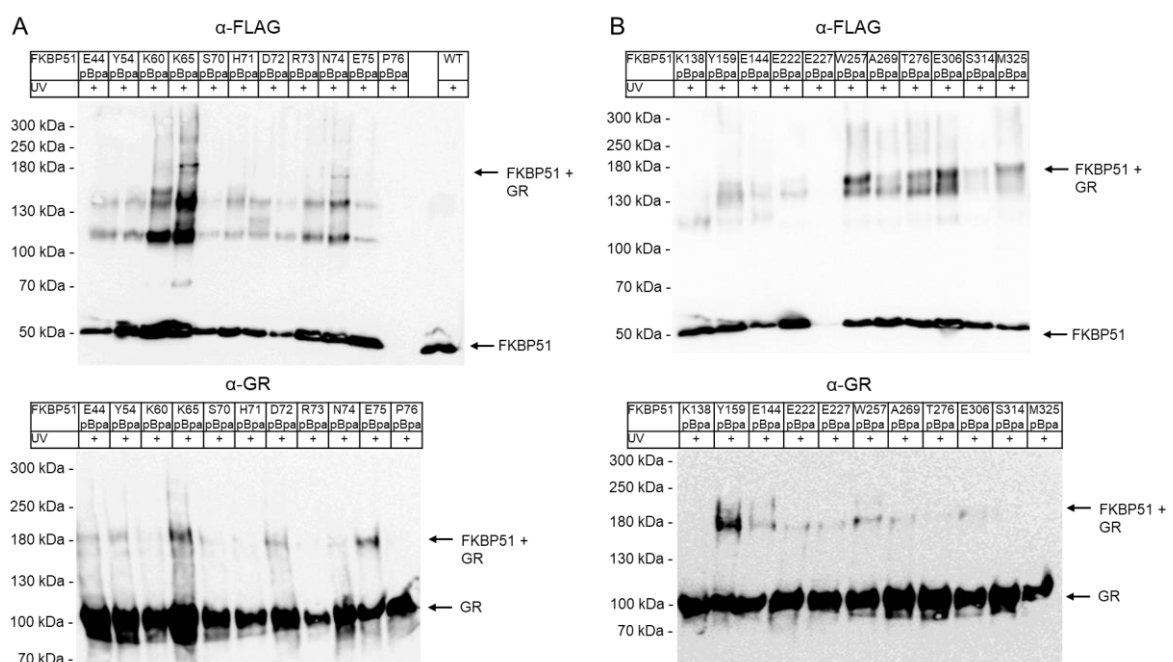 A
α-FLAG
FKBP51 E44 Y54 K60 K65 S70 H71 D72 R73 N74 E75 P76 WT
pBpa pBpa pBpa pBpa pBpa pBpa pBpa pBpa pBpa pBpa pBpa
UV + + + + + + + + + + + +
300 kDa -
250 kDa -
180 kDa -
130 kDa -
100 kDa -
70 kDa -
50 kDa -
FKBP51 +
GR
FKBP51
α-GR
FKBP51 E44 Y54 K60 K65 S70 H71 D72 R73 N74 E75 P76
pBpa pBpa pBpa pBpa pBpa pBpa pBpa pBpa pBpa pBpa pBpa
UV + + + + + + + + + + +
300 kDa -
250 kDa -
180 kDa -
130 kDa -
100 kDa -
70 kDa -
FKBP51 +
GR
GR
B
α-FLAG
FKBP51 K138 Y159 E144 E222 E227 W257 A269 T276 E306 S314 M325
pBpa pBpa pBpa pBpa pBpa pBpa pBpa pBpa pBpa pBpa pBpa
UV + + + + + + + + + + +
300 kDa -
250 kDa -
180 kDa -
130 kDa -
100 kDa -
70 kDa -
50 kDa -
FKBP51 +
GR
FKBP51
α-GR
FKBP51 K138 Y159 E144 E222 E227 W257 A269 T276 E306 S314 M325
pBpa pBpa pBpa pBpa pBpa pBpa pBpa pBpa pBpa pBpa pBpa
UV + + + + + + + + + + +
300 kDa -
250 kDa -
180 kDa -
130 kDa -
100 kDa -
70 kDa -
FKBP51 +
GR
GR